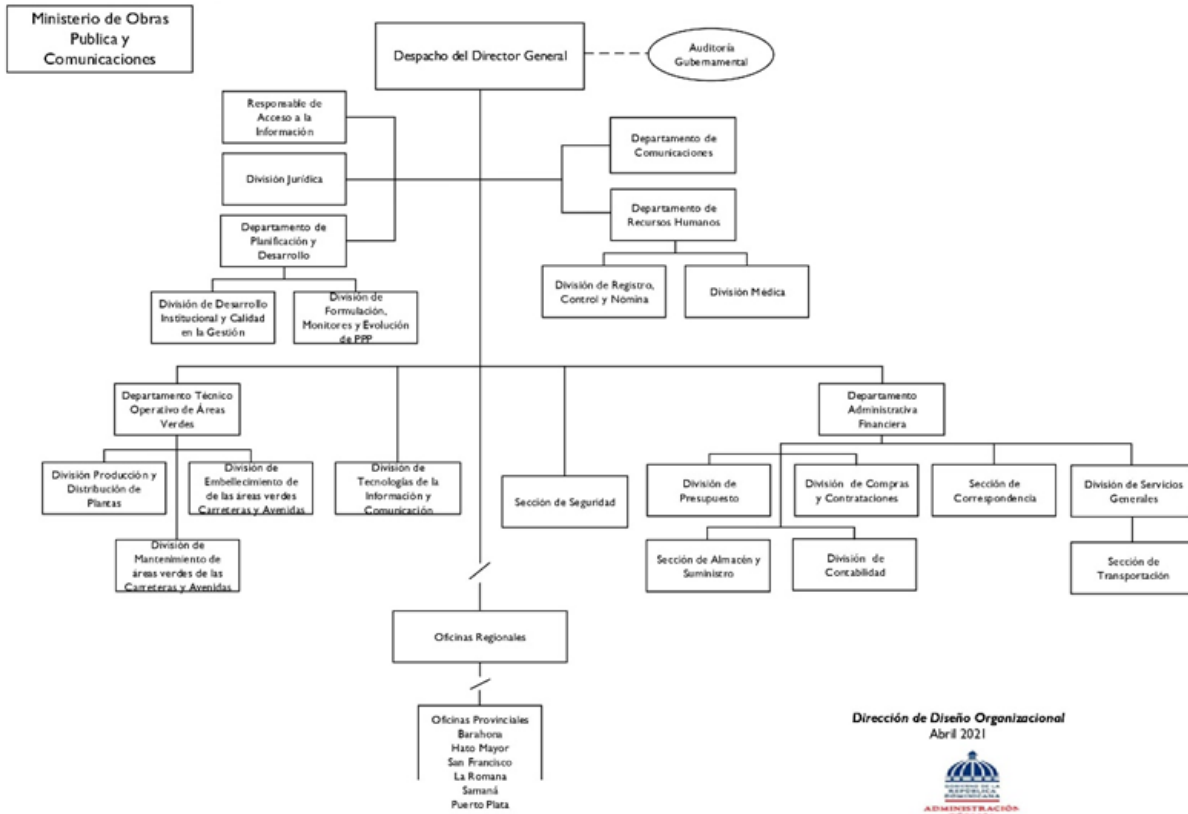 Ministerio de Obras
Publica y
Comunicaciones
Despacho del Director General
Auditoría
Gubernamental
Responsable de
Acceso a la
Información
Departamento de
Comunicaciones
División Jurídica
Departamento de
Recursos Humanos
Departamento de
Planificación y
Desarrollo
División de Registro,
Control y Nómina
División Médica
División de Desarrollo
Institucional y Calidad
en la Gestión
División de
Formulación,
Monitores y Evolución
de PPP
Departamento Técnico
Operativo de Áreas
Verdes
Departamento
Administrativa
Financiera
División Producción y
Distribución de
Plantas
División de
Embellecimiento de
de las áreas verdes
Carreteras y Avenidas
División de
Tecnologías de la
Información y
Comunicación
Sección de Seguridad
División de
Presupuesto
División de Compras
y Contrataciones
Sección de
Correspondencia
División de Servicios
Generales
División de
Mantenimiento de
áreas verdes de las
Carreteras y Avenidas
Sección de Almacén y
Suministro
División de
Contabilidad
Sección de
Transportación
Oficinas Regionales
Oficinas Provinciales
Barahona
Hato Mayor
San Francisco
La Romana
Samaná
Puerto Plata
Dirección de Diseño Organizacional
Abril 2021
GOBIERNO DE LA
REPÚBLICA
DOMINICANA
ADMINISTRACIÓN